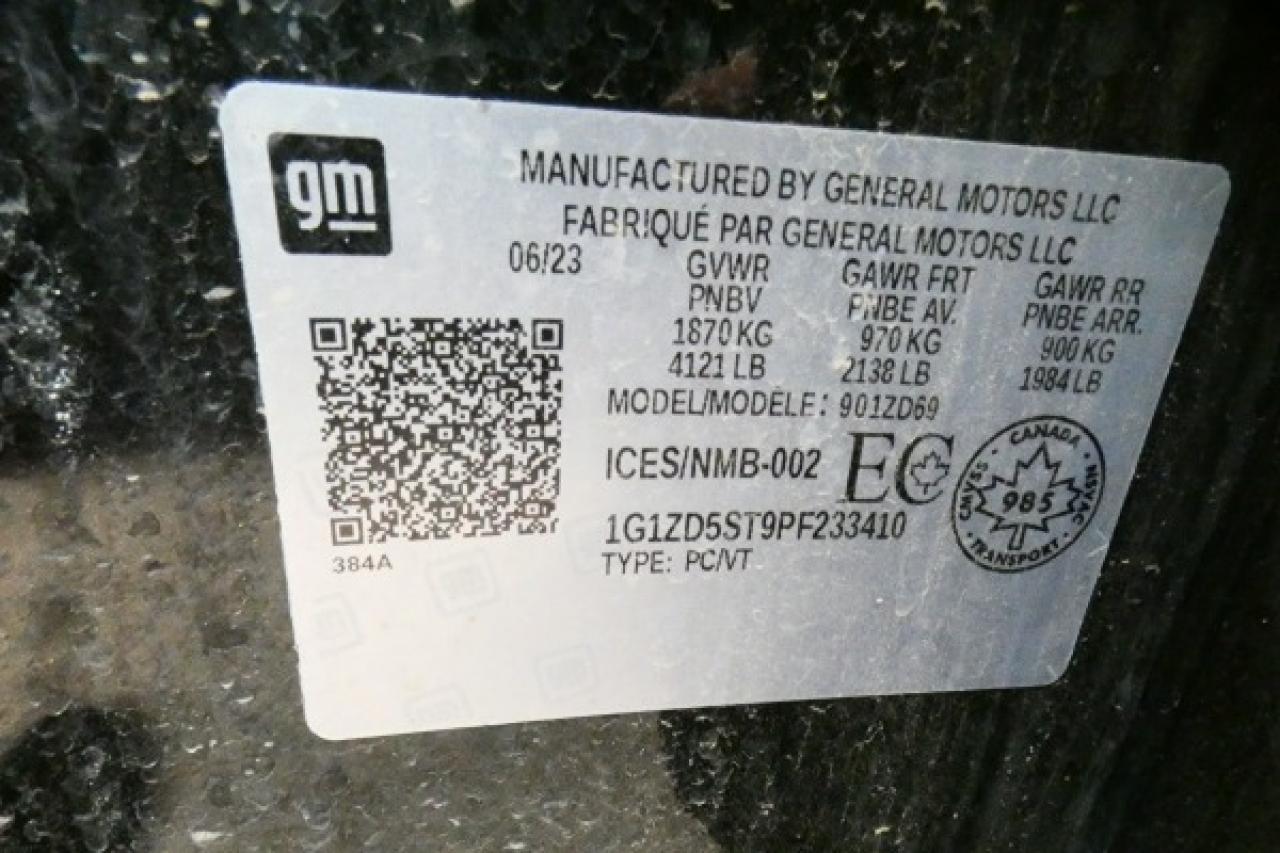 gm
MANUFACTURED BY GENERAL MOTORS LLC
FABRIQUÉ PAR GENERAL MOTORS LLC
06/23 GVWR GAWR FRT GAWR RR
PNBV PNBE AV. PNBE ARR.
1870 KG 970 KG 900 KG
4121 LB 2138 LB 1984 LB
MODEL/MODÈLE: 901ZD69
ICES/NMB-002 EC
CANADA
CMVSS 985 NSVAC
TRANSPORT
1G1ZD5ST9PF233410
384A TYPE: PC/VT